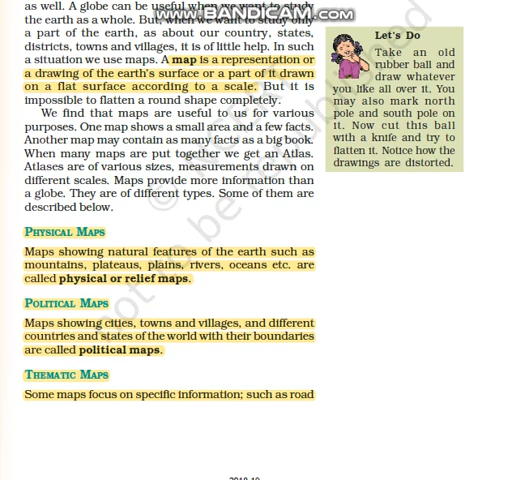 as well. A globe can be useful when we want to study
www.BANDICAM.com
the earth as a whole. But, when we want to study only
a part of the earth, as about our country, states,
districts, towns and villages, it is of little help. In such
a situation we use maps. A map is a representation or
a drawing of the earth's surface or a part of it drawn
on a flat surface according to a scale. But it is
impossible to flatten a round shape completely.
We find that maps are useful to us for various
purposes. One map shows a small area and a few facts.
Another map may contain as many facts as a big book.
When many maps are put together we get an Atlas.
Atlases are of various sizes, measurements drawn on
different scales. Maps provide more information than
a globe. They are of different types. Some of them are
described below.
PHYSICAL MAPS
Maps showing natural features of the earth such as
mountains, plateaus, plains, rivers, oceans etc. are
called physical or relief maps.
POLITICAL MAPS
Maps showing cities, towns and villages, and different
countries and states of the world with their boundaries
are called political maps.
THEMATIC MAPS
Some maps focus on specific information; such as road
Let's Do
Take an old
rubber ball and
draw whatever
you like all over it. You
may also mark north
pole and south pole on
it. Now cut this ball
with a knife and try to
flatten it. Notice how the
drawings are distorted.
not to be republished
2018-19